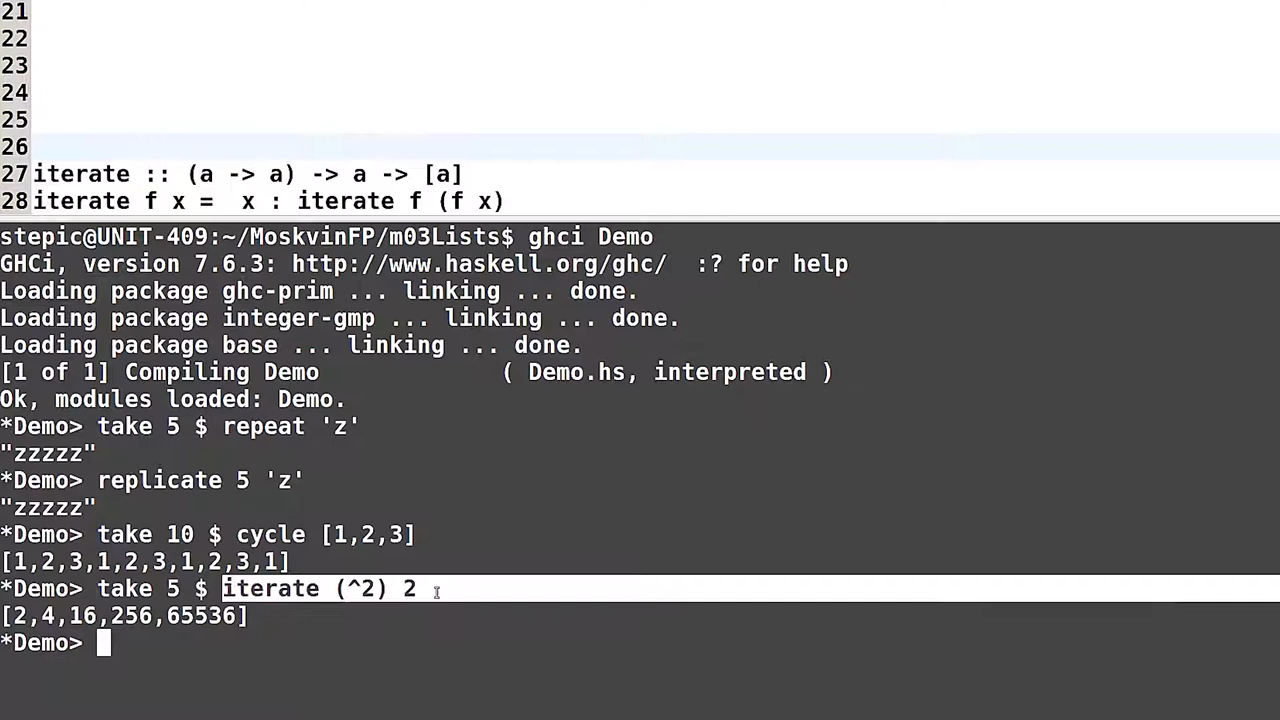 21
22
23
24
25
26
27 iterate :: (a -> a) -> a -> [a]
28 iterate f x =  x : iterate f (f x)
stepic@UNIT-409:~/MoskvinFP/m03Lists$ ghci Demo
GHCi, version 7.6.3: http://www.haskell.org/ghc/  :? for help
Loading package ghc-prim ... linking ... done.
Loading package integer-gmp ... linking ... done.
Loading package base ... linking ... done.
[1 of 1] Compiling Demo             ( Demo.hs, interpreted )
Ok, modules loaded: Demo.
*Demo> take 5 $ repeat 'z'
"zzzzz"
*Demo> replicate 5 'z'
"zzzzz"
*Demo> take 10 $ cycle [1,2,3]
[1,2,3,1,2,3,1,2,3,1]
*Demo> take 5 $ iterate (^2) 2
[2,4,16,256,65536]
*Demo>